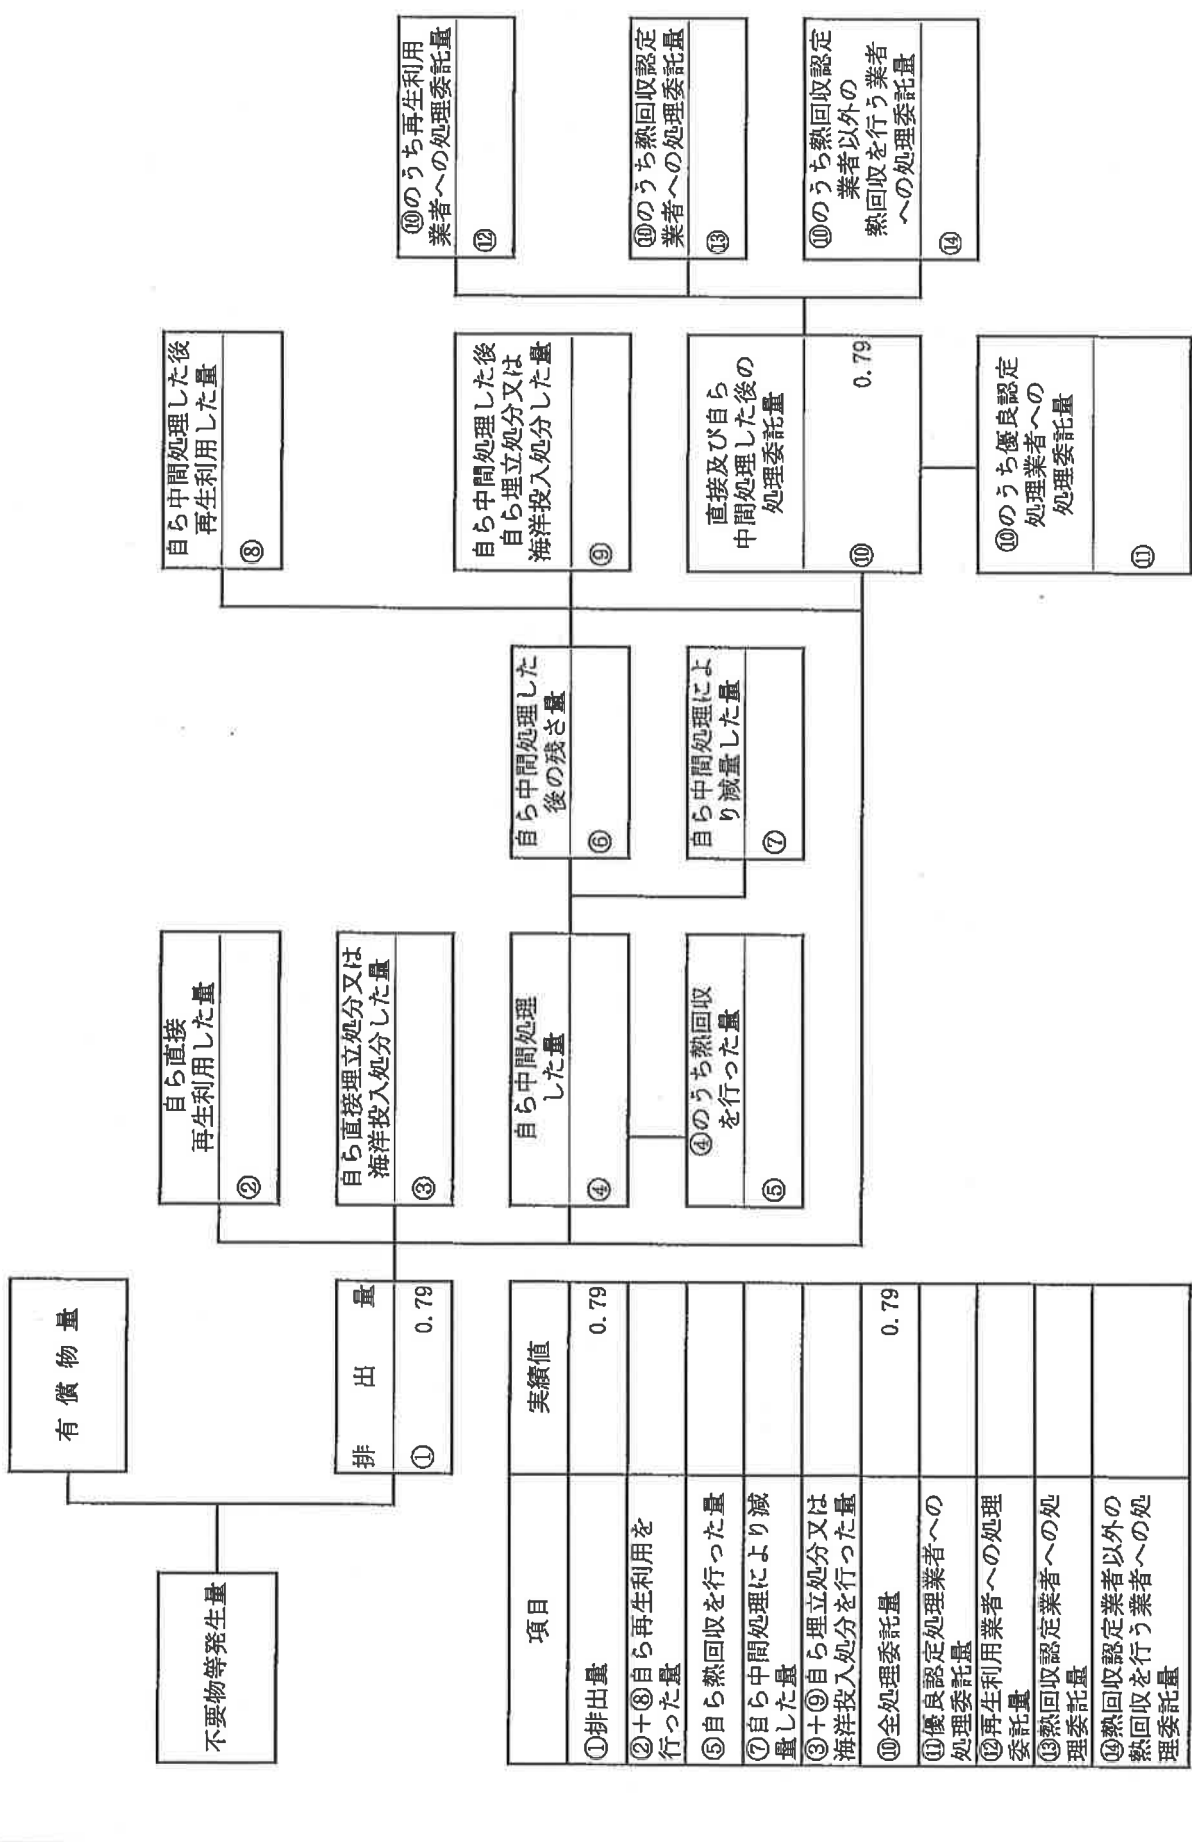 不要物等発生量
有償物量
排出量
① 0.79
自ら直接
再生利用した量
②
自ら直接埋立処分又は
海洋投入処分した量
③
自ら中間処理
した量
④
④のうち熱回収
を行った量
⑤
自ら中間処理した
後の残さ量
⑥
自ら中間処理によ
り減量した量
⑦
自ら中間処理した後
再生利用した量
⑧
自ら中間処理した後
自ら埋立処分又は
海洋投入処分した量
⑨
直接及び自ら
中間処理した後の
処理委託量
⑩ 0.79
⑩のうち優良認定
処理業者への
処理委託量
⑪
⑩のうち再生利用
業者への処理委託量
⑫
⑩のうち熱回収認定
業者への処理委託量
⑬
⑩のうち熱回収認定
業者以外の
熱回収を行う業者
への処理委託量
⑭
項目 実績値
①排出量 0.79
②+⑧自ら再生利用を
行った量
⑤自ら熱回収を行った量
⑦自ら中間処理により減
量した量
③+⑨自ら埋立処分又は
海洋投入処分を行った量
⑩全処理委託量 0.79
⑪優良認定処理業者への
処理委託量
⑫再生利用業者への処理
委託量
⑬熱回収認定業者への処
理委託量
⑭熱回収認定業者以外の
熱回収を行う業者への処
理委託量